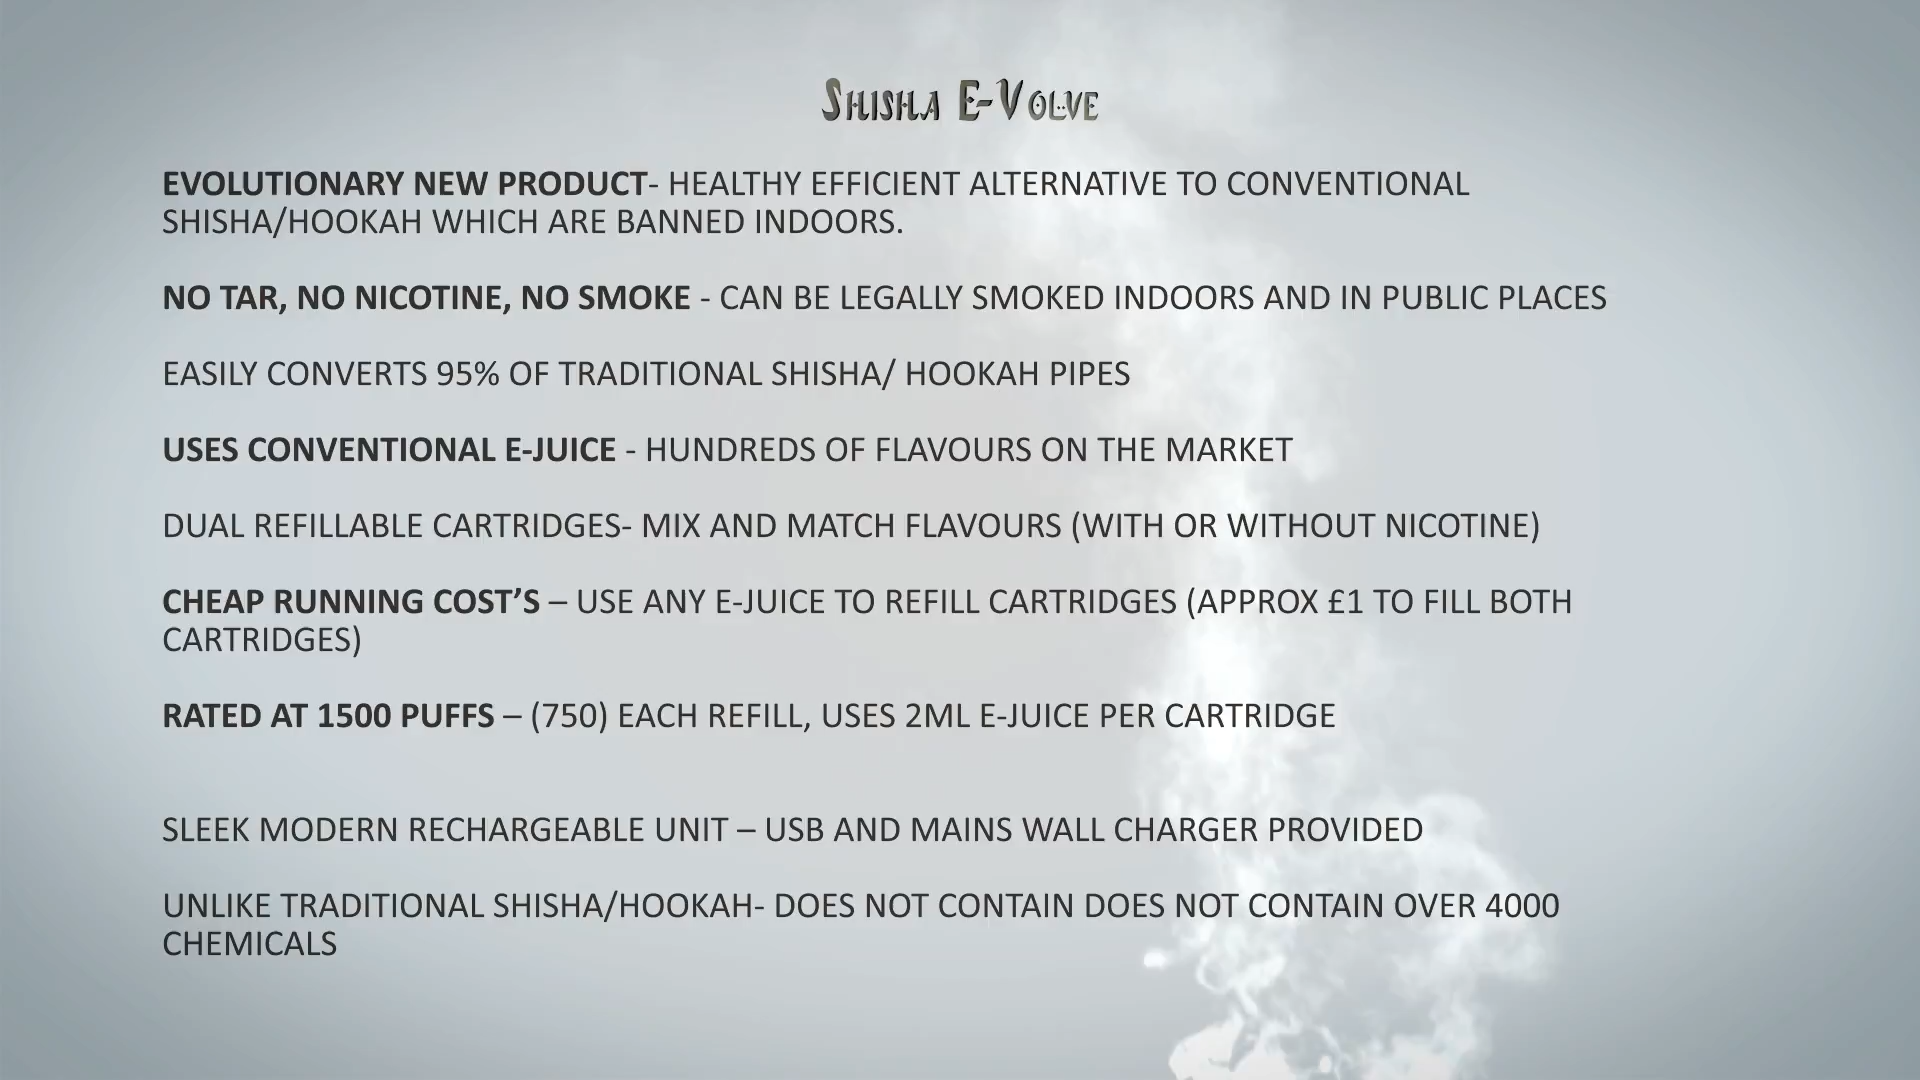 Shisha E-Volve
EVOLUTIONARY NEW PRODUCT- HEALTHY EFFICIENT ALTERNATIVE TO CONVENTIONAL
SHISHA/HOOKAH WHICH ARE BANNED INDOORS.
NO TAR, NO NICOTINE, NO SMOKE - CAN BE LEGALLY SMOKED INDOORS AND IN PUBLIC PLACES
EASILY CONVERTS 95% OF TRADITIONAL SHISHA/ HOOKAH PIPES
USES CONVENTIONAL E-JUICE - HUNDREDS OF FLAVOURS ON THE MARKET
DUAL REFILLABLE CARTRIDGES- MIX AND MATCH FLAVOURS (WITH OR WITHOUT NICOTINE)
CHEAP RUNNING COST’S – USE ANY E-JUICE TO REFILL CARTRIDGES (APPROX £1 TO FILL BOTH
CARTRIDGES)
RATED AT 1500 PUFFS – (750) EACH REFILL, USES 2ML E-JUICE PER CARTRIDGE
SLEEK MODERN RECHARGEABLE UNIT – USB AND MAINS WALL CHARGER PROVIDED
UNLIKE TRADITIONAL SHISHA/HOOKAH- DOES NOT CONTAIN DOES NOT CONTAIN OVER 4000
CHEMICALS